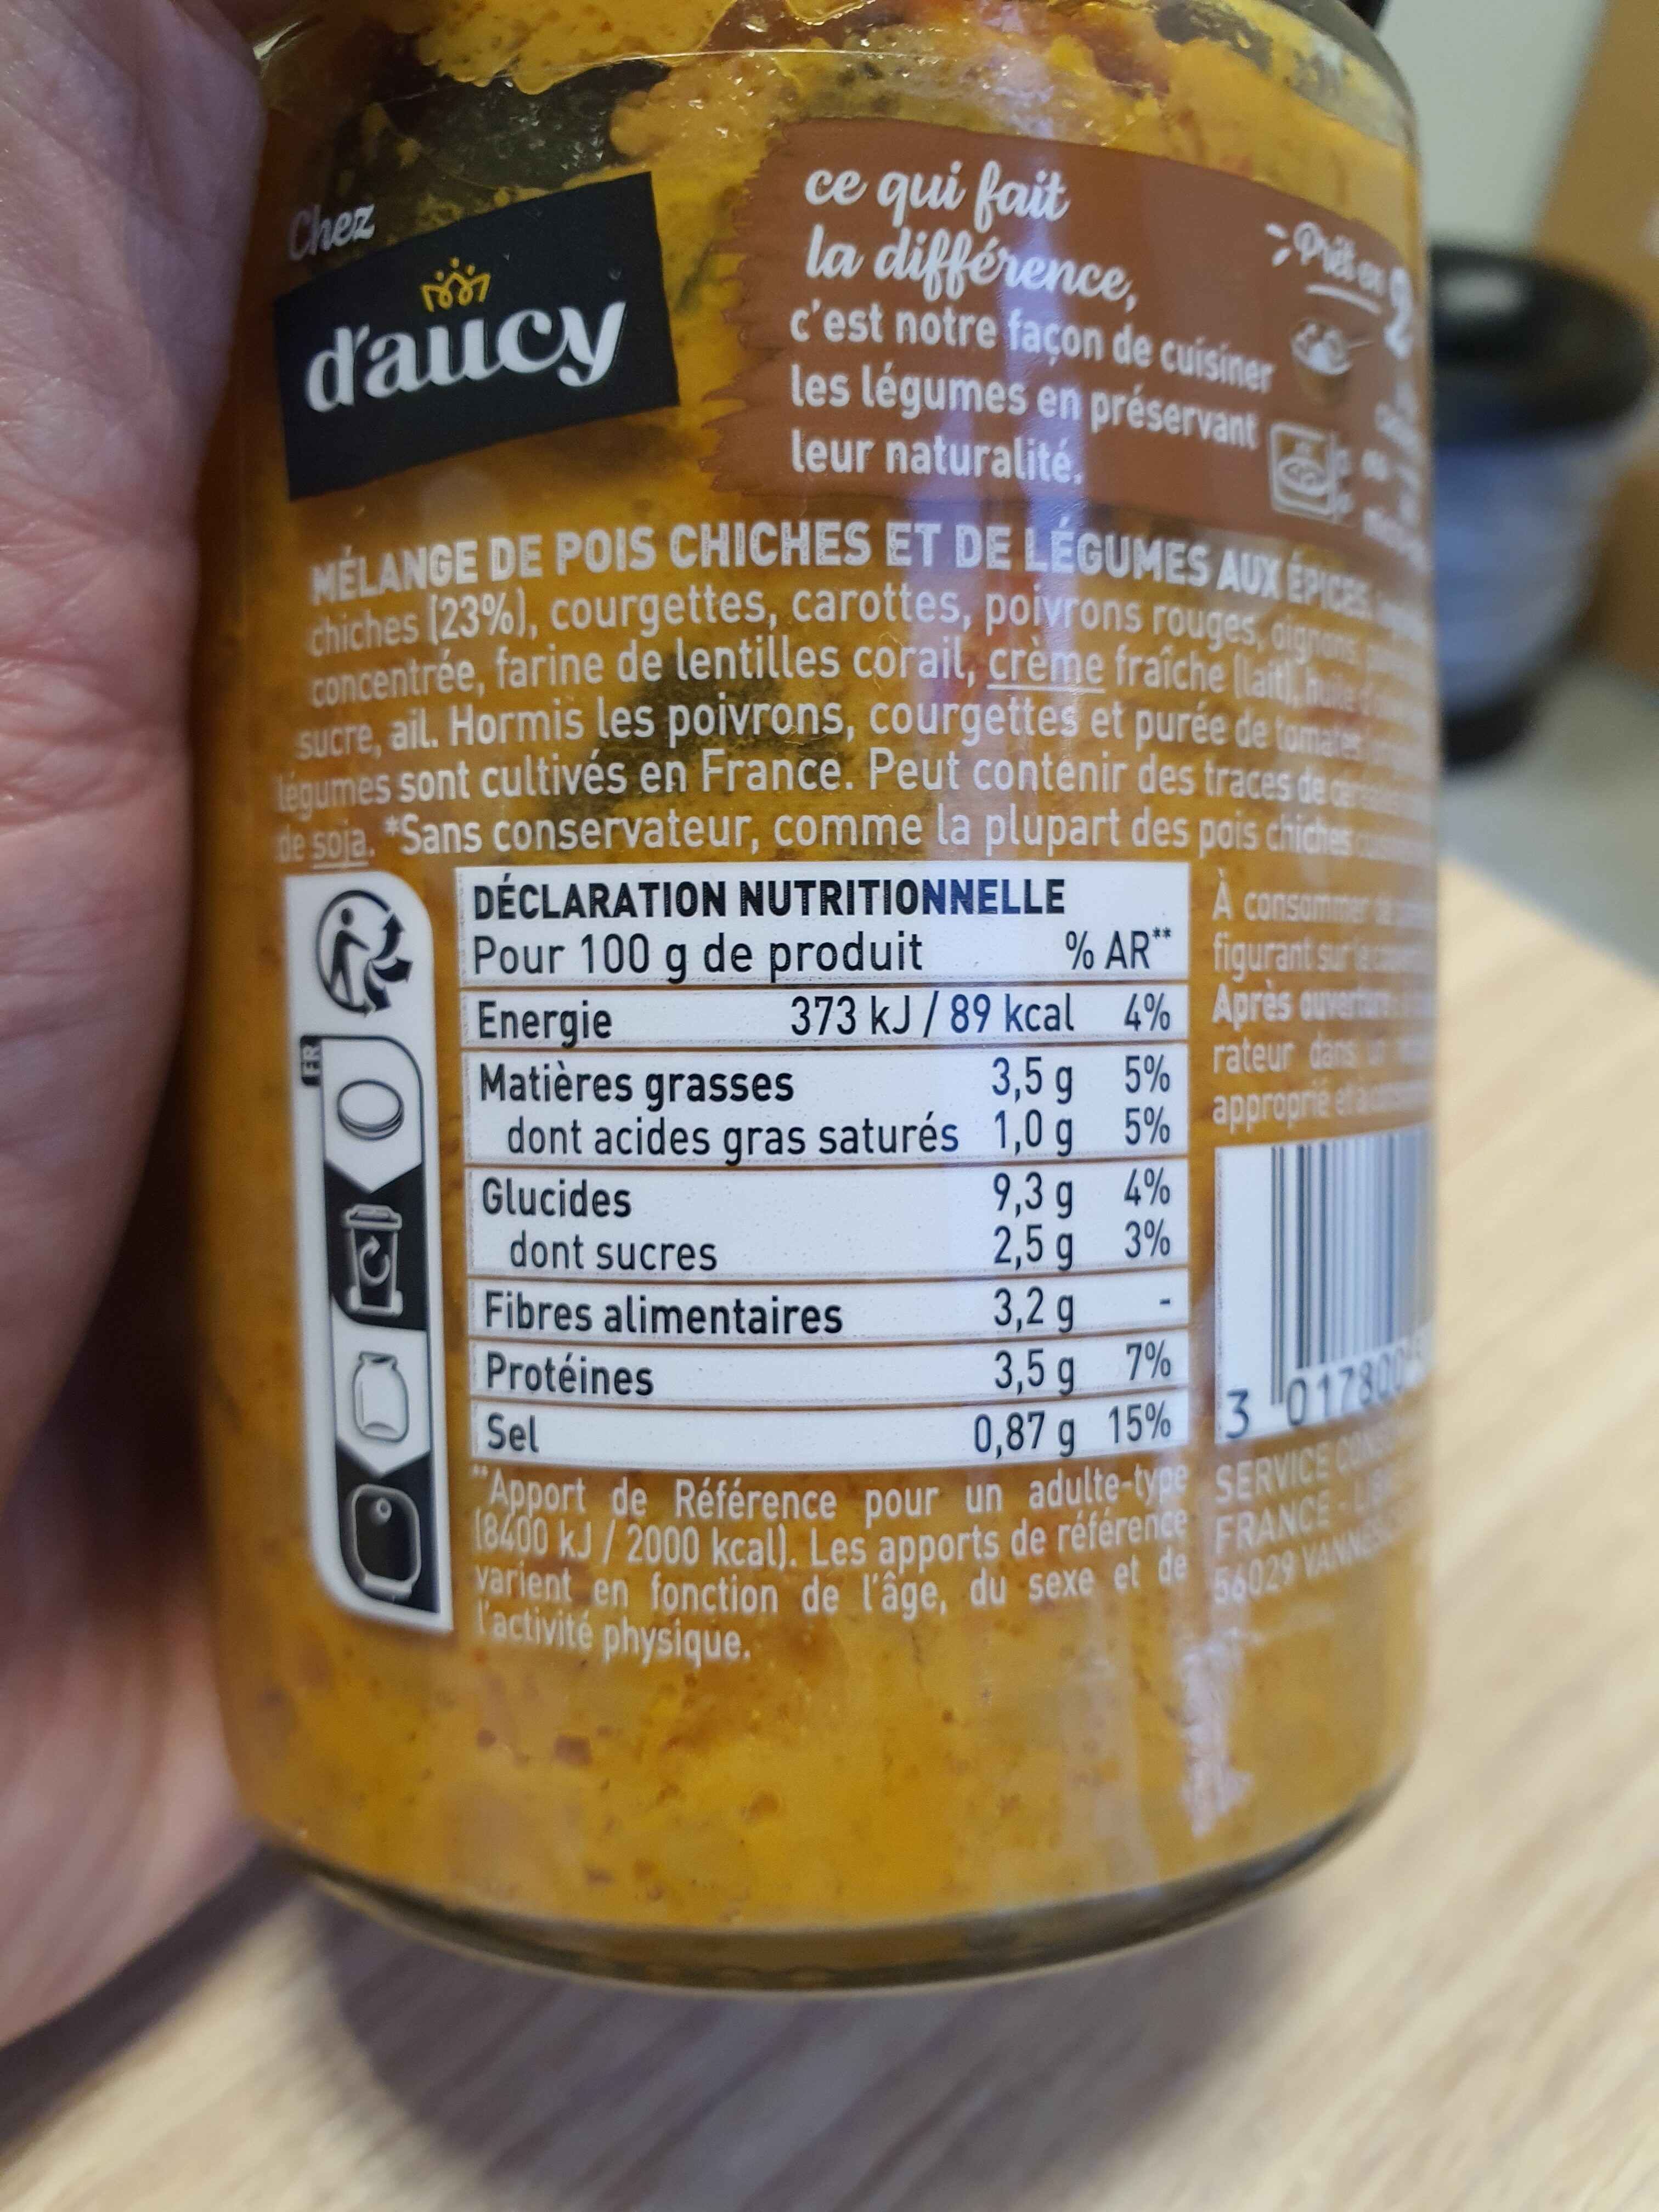 Chez
d'aucy
ce qui fait
la différence,
c'est notre façon de cuisiner
les légumes en préservant
leur naturalité.
Prêt en 2
MÉLANGE DE POIS CHICHES ET DE LÉGUMES AUX ÉPICES.
chiches (23%), courgettes, carottes, poivrons rouges, oignons,
concentrée, farine de lentilles corail, crème fraîche (lait), huile
sucre, ail. Hormis les poivrons, courgettes et purée de tomates
légumes sont cultivés en France. Peut contenir des traces de
de soja. *Sans conservateur, comme la plupart des pois chiches
FR
DÉCLARATION NUTRITIONNELLE
Pour 100 g de produit % AR**
Energie 373 kJ / 89 kcal 4%
Matières grasses 3,5 g 5%
dont acides gras saturés 1,0 g 5%
Glucides 9,3 g 4%
dont sucres 2,5 g 3%
Fibres alimentaires 3,2 g -
Protéines 3,5 g 7%
Sel 0,87 g 15%
**Apport de Référence pour un adulte-type
(8400 kJ / 2000 kcal). Les apports de référence
varient en fonction de l'âge, du sexe et de
l'activité physique.
À consommer de
figurant sur le
Après ouverture
rateur dans un
approprié et à
3 017800
SERVICE
FRANCE -
56029 VANNES